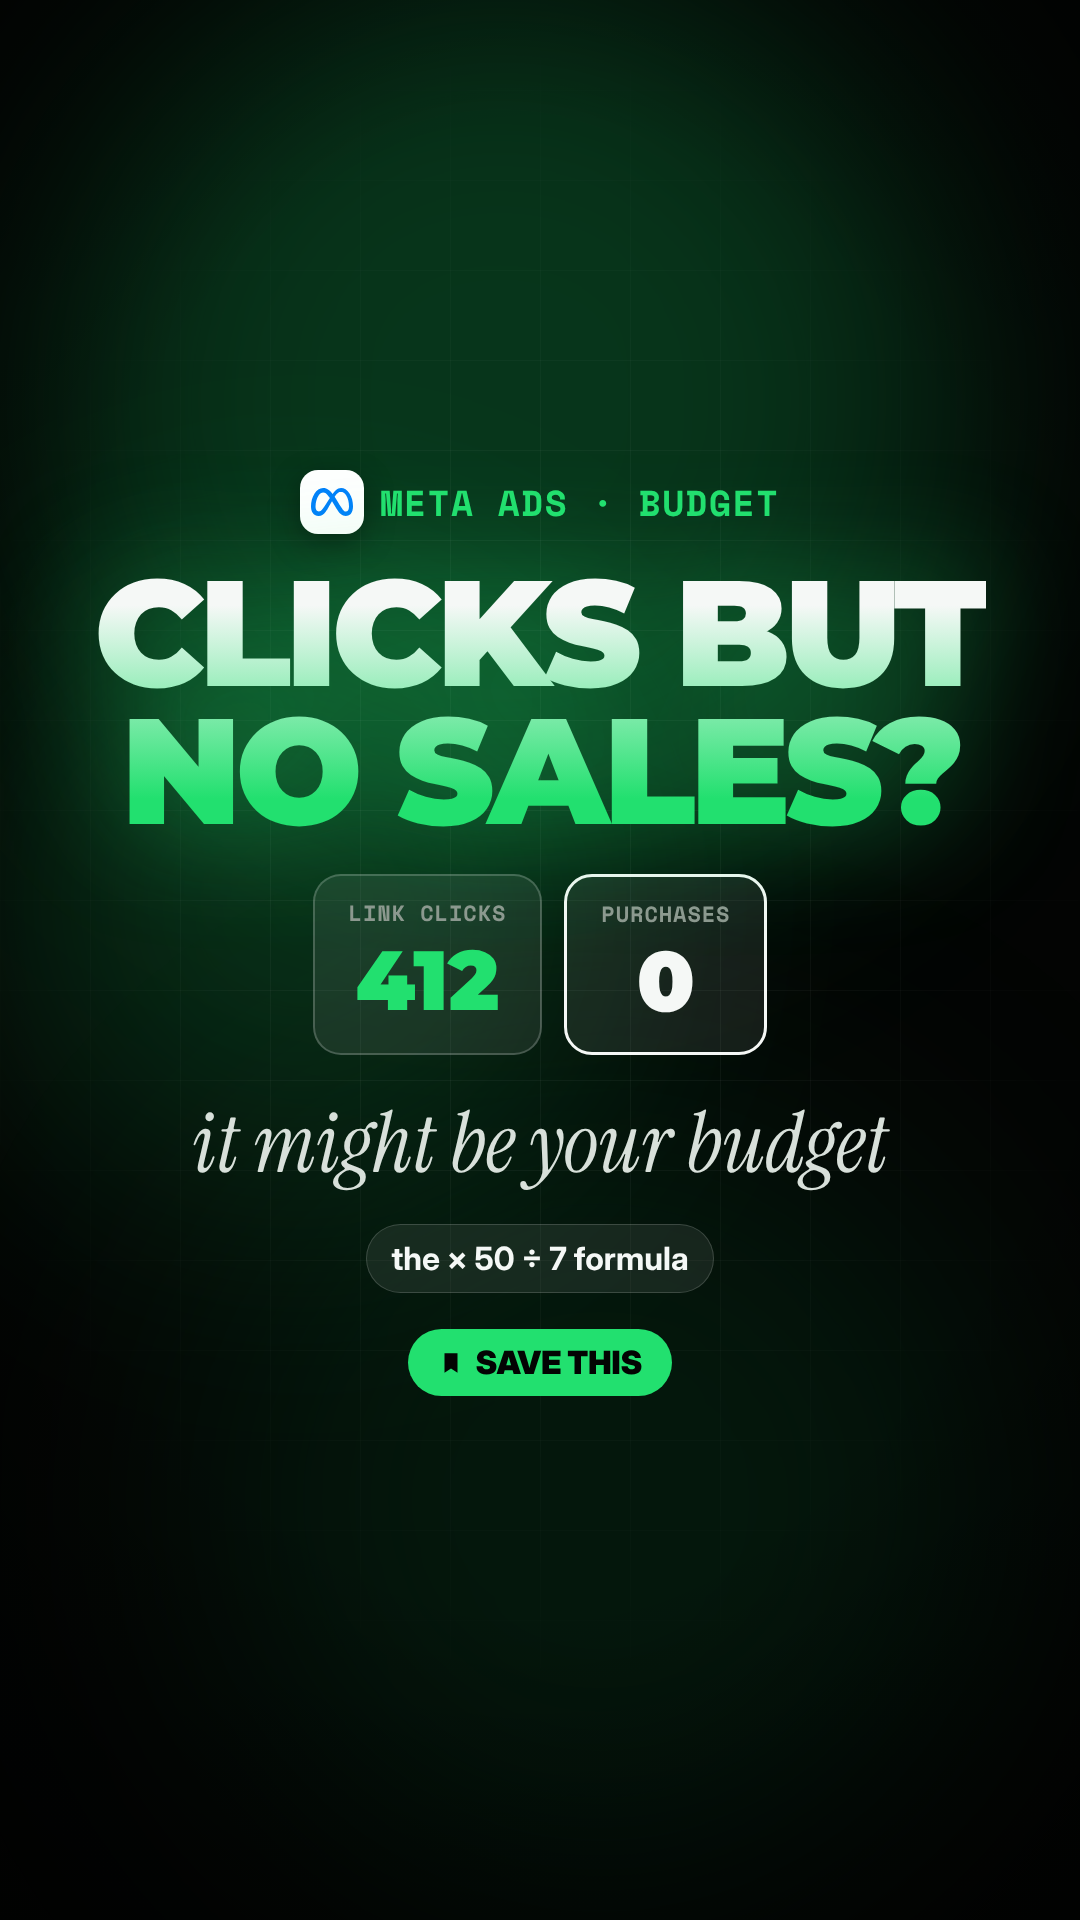 META ADS · BUDGET
CLICKS BUT
NO SALES?
LINK CLICKS
412
PURCHASES
0
it might be your budget
the × 50 ÷ 7 formula
SAVE THIS